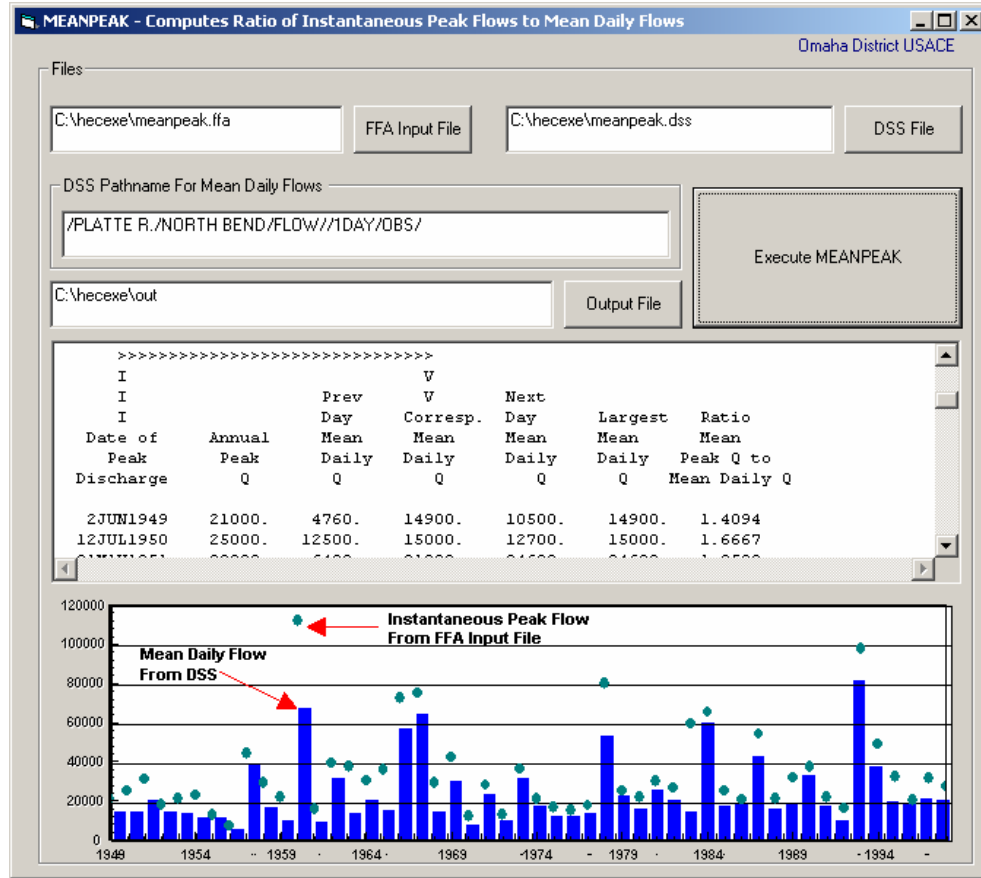 MEANPEAK - Computes Ratio of Instantaneous Peak Flows to Mean Daily Flows
Omaha District USACE
Files
C:\hecexe\meanpeak.ffa
FFA Input File
C:\hecexe\meanpeak.dss
DSS File
DSS Pathname For Mean Daily Flows
/PLATTE R./NORTH BEND/FLOW//1DAY/OBS/
Execute MEANPEAK
C:\hecexe\out
Output File
>>>>>>>>>>>>>>>>>>>>>>>>>>>>>>>
I V
I Prev V Next
I Day Corresp. Day Largest Ratio
Date of Annual Mean Mean Mean Mean Mean
Peak Peak Daily Daily Daily Daily Peak Q to
Discharge Q Q Q Q Q Mean Daily Q
2JUN1949 21000. 4760. 14900. 10500. 14900. 1.4094
12JUL1950 25000. 12500. 15000. 12700. 15000. 1.6667
120000
100000
80000
60000
40000
20000
0
Instantaneous Peak Flow
From FFA Input File
Mean Daily Flow
From DSS
1949 1954 1959 1964 1969 1974 1979 1984 1989 1994